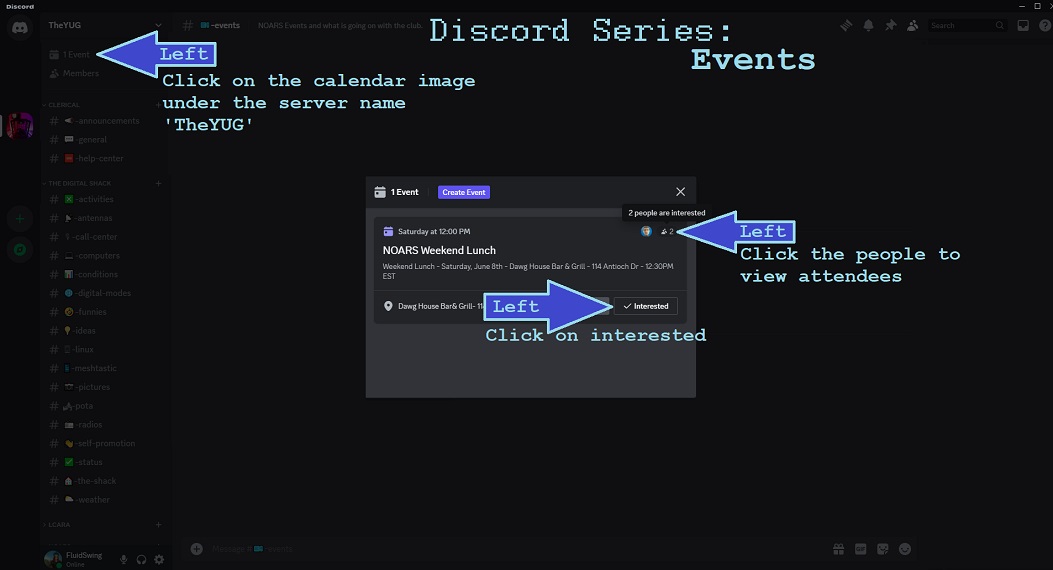 Discord
TheYUG
-events
NOARS Events and what is going on with the club.
Discord Series:
Events
Search
1 Event
Left
Members
Click on the calendar image
under the server name
'TheYUG'
CLERICAL
-announcements
-general
-help-center
THE DIGITAL SHACK
-activities
-antennas
-call-center
-computers
-conditions
-digital-modes
-funnies
-ideas
-linux
-meshtastic
-pictures
-pota
-radios
-self-promotion
-status
-the-shack
-weather
LCARA
FluidSwing
Online
1 Event
Create Event
2 people are interested
Saturday at 12:00 PM
2
Left
Click the people to
view attendees
NOARS Weekend Lunch
Weekend Lunch - Saturday, June 8th - Dawg House Bar & Grill - 114 Antioch Dr - 12:30PM
EST
Dawg House Bar& Grill- 11
Left
Interested
Click on interested
Message # -events